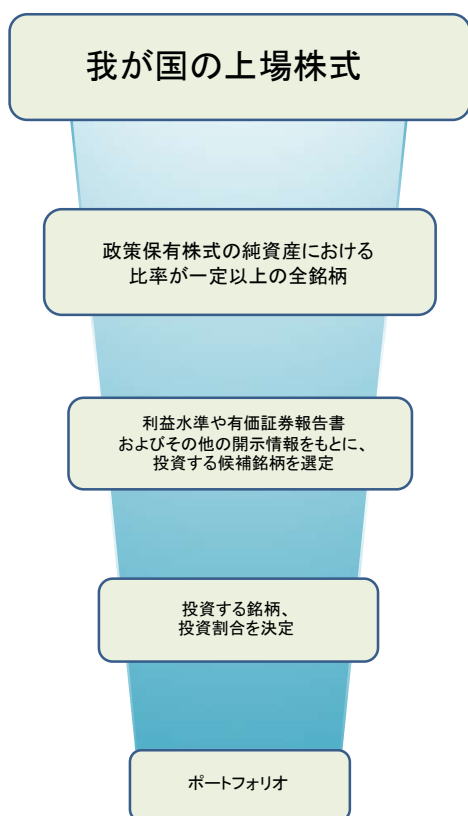 我が国の上場株式
政策保有株式の純資産における
比率が一定以上の全銘柄
利益水準や有価証券報告書
およびその他の開示情報をもとに、
投資する候補銘柄を選定
投資する銘柄、
投資割合を決定
ポートフォリオ